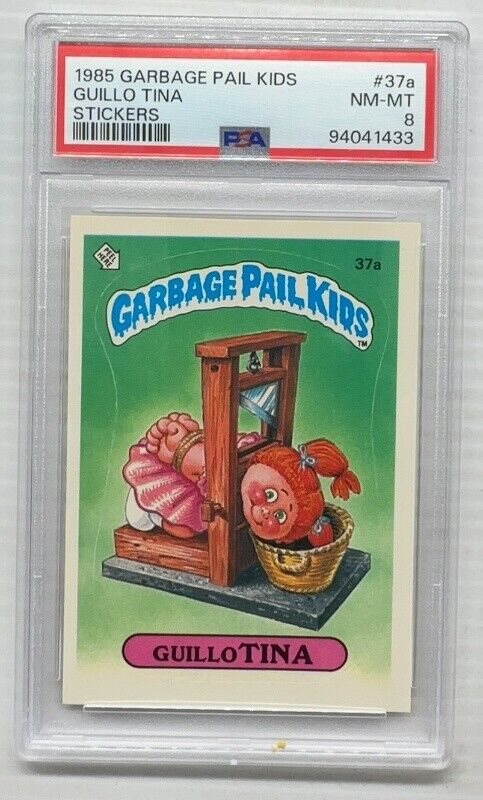 1985 GARBAGE PAIL KIDS #37a
GUILLO TINA NM-MT
STICKERS 8
PSA 94041433
PEEL HERE
37a
GARBAGE PAIL KIDS
TM
GUILLOTINA